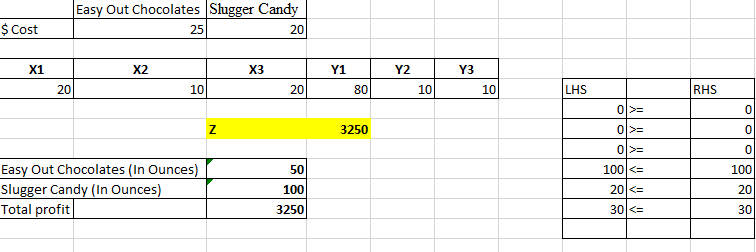 Easy Out Chocolates Slugger Candy
$ Cost 25 20
X1 X2 X3 Y1 Y2 Y3
20 10 20 80 10 10
LHS RHS
0 >= 0
Z 3250
0 >= 0
0 >= 0
Easy Out Chocolates (In Ounces) 50
100 <= 100
Slugger Candy (In Ounces) 100
20 <= 20
Total profit 3250
30 <= 30